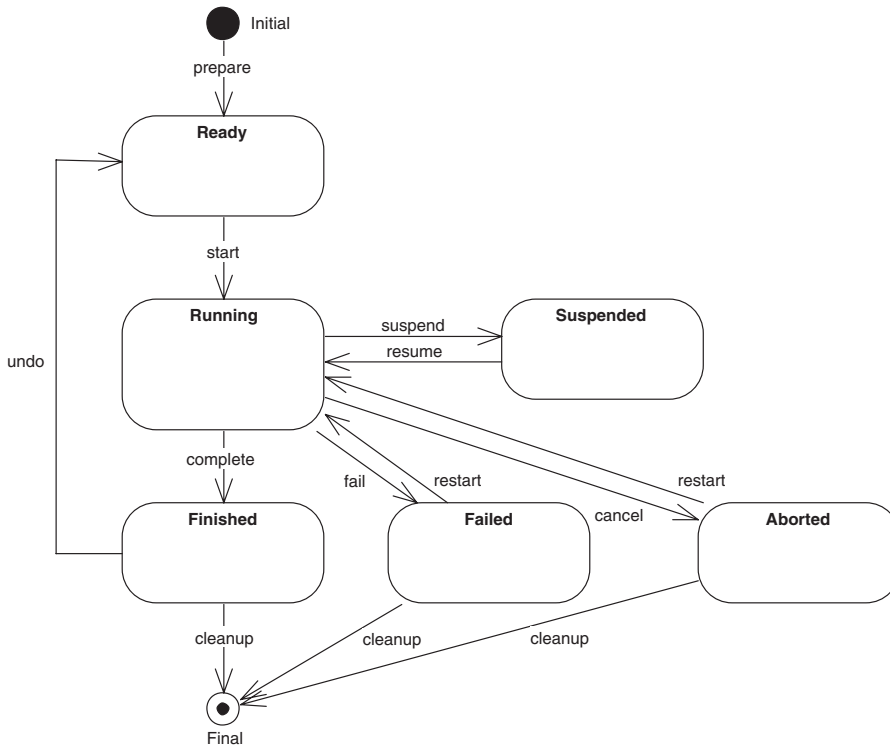 Initial
prepare
Ready
start
Running
Suspended
suspend
resume
undo
complete
fail
restart
restart
cancel
Finished
Failed
Aborted
cleanup
cleanup
cleanup
Final